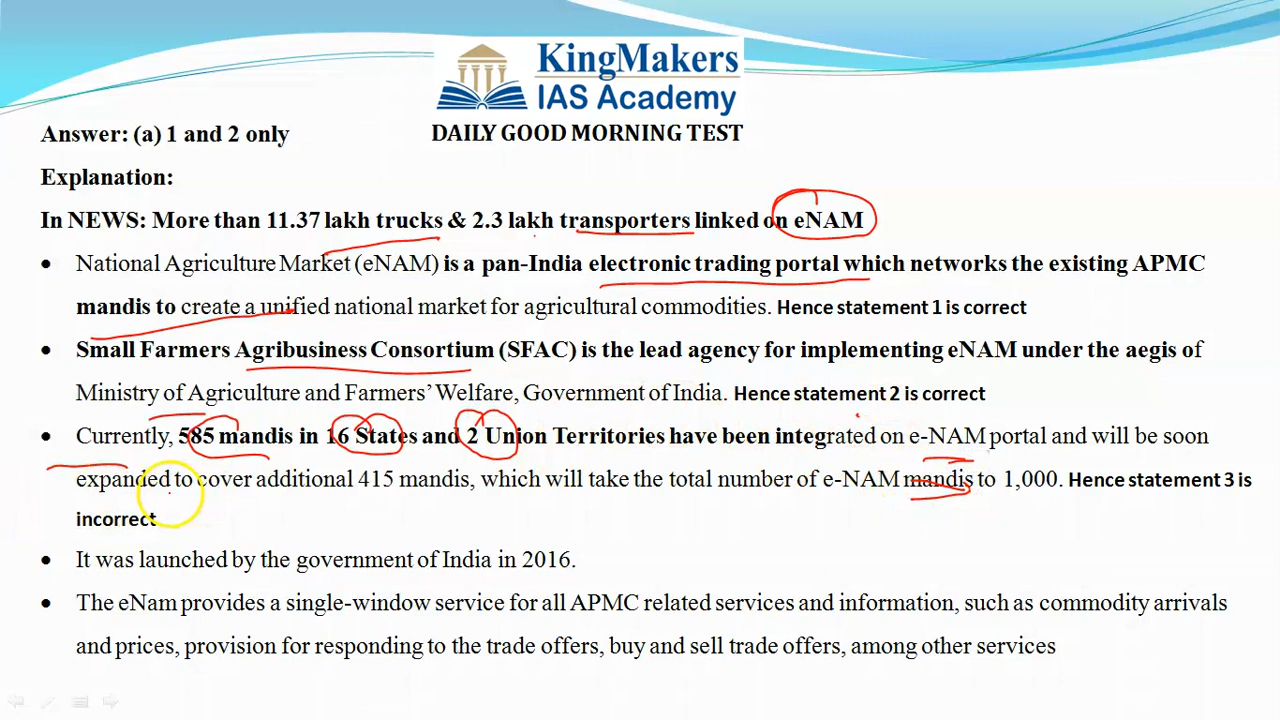 KingMakers
IAS Academy
DAILY GOOD MORNING TEST
Answer: (a) 1 and 2 only
Explanation:
In NEWS: More than 11.37 lakh trucks & 2.3 lakh transporters linked on eNAM
• National Agriculture Market (eNAM) is a pan-India electronic trading portal which networks the existing APMC
mandis to create a unified national market for agricultural commodities. Hence statement 1 is correct
• Small Farmers Agribusiness Consortium (SFAC) is the lead agency for implementing eNAM under the aegis of
Ministry of Agriculture and Farmers' Welfare, Government of India. Hence statement 2 is correct
• Currently, 585 mandis in 16 States and 2 Union Territories have been integrated on e-NAM portal and will be soon
expanded to cover additional 415 mandis, which will take the total number of e-NAM mandis to 1,000. Hence statement 3 is
incorrect
• It was launched by the government of India in 2016.
• The eNam provides a single-window service for all APMC related services and information, such as commodity arrivals
and prices, provision for responding to the trade offers, buy and sell trade offers, among other services